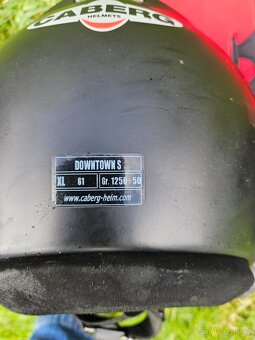 CABERG
HELMETS
DOWNTOWN S
XL 61 Gr. 1250-50
www.caberg-helm.com